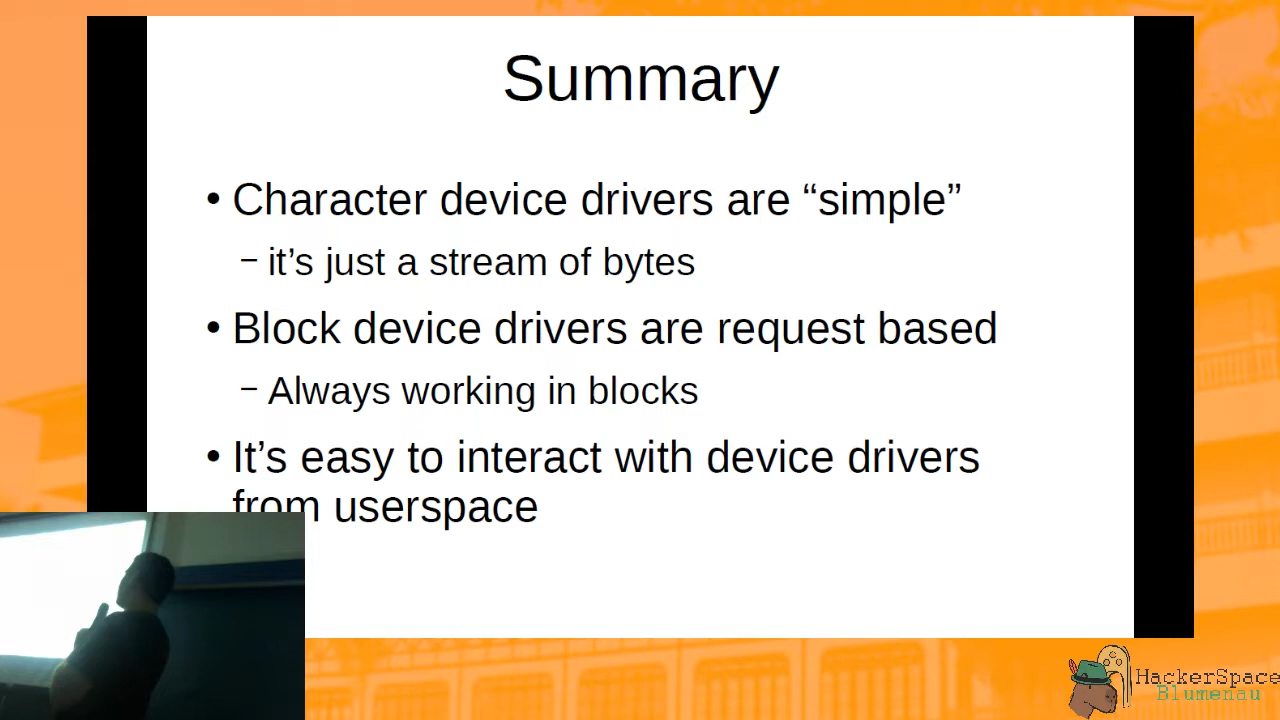 Summary
• Character device drivers are “simple”
– it’s just a stream of bytes
• Block device drivers are request based
– Always working in blocks
• It’s easy to interact with device drivers
from userspace
HackerSpace
Blumenau